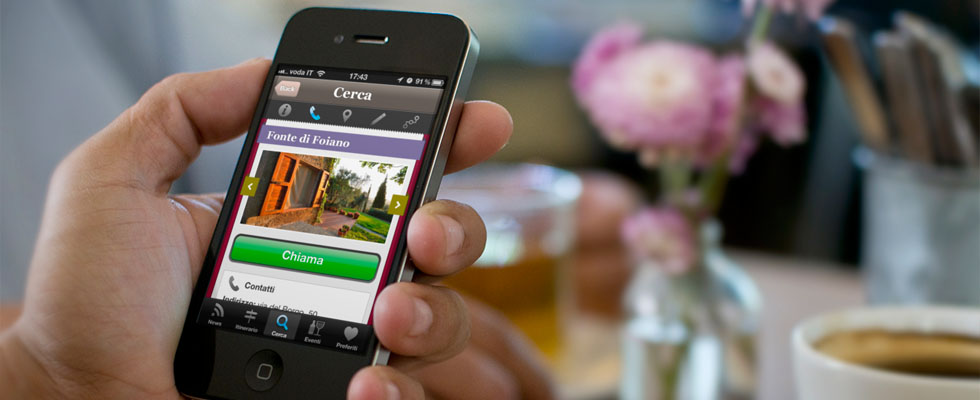 voda IT 17:43 91 %
Back Cerca
Fonte di Foiano
Chiama
Contatti
Indirizzo: via del Borgo, 60
News Itinerario Cerca Eventi Preferiti